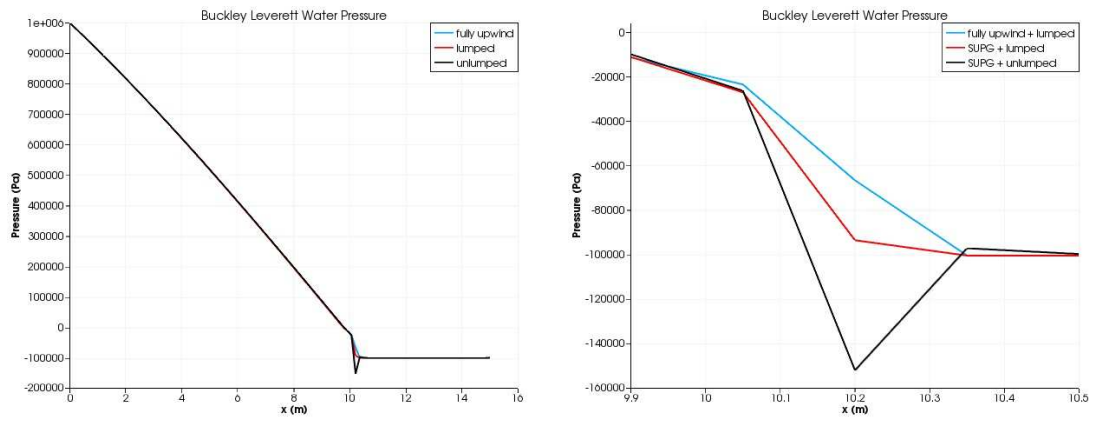 Buckley Leverett Water Pressure
1e+006
900000
800000
700000
600000
500000
400000
300000
200000
100000
0
-100000
-200000
Pressure (Pa)
fully upwind
lumped
unlumped
0 2 4 6 8 10 12 14 16
x (m)
Buckley Leverett Water Pressure
0
-20000
-40000
-60000
-80000
-100000
-120000
-140000
-160000
Pressure (Pa)
fully upwind + lumped
SUPG + lumped
SUPG + unlumped
9.9 10 10.1 10.2 10.3 10.4 10.5
x (m)